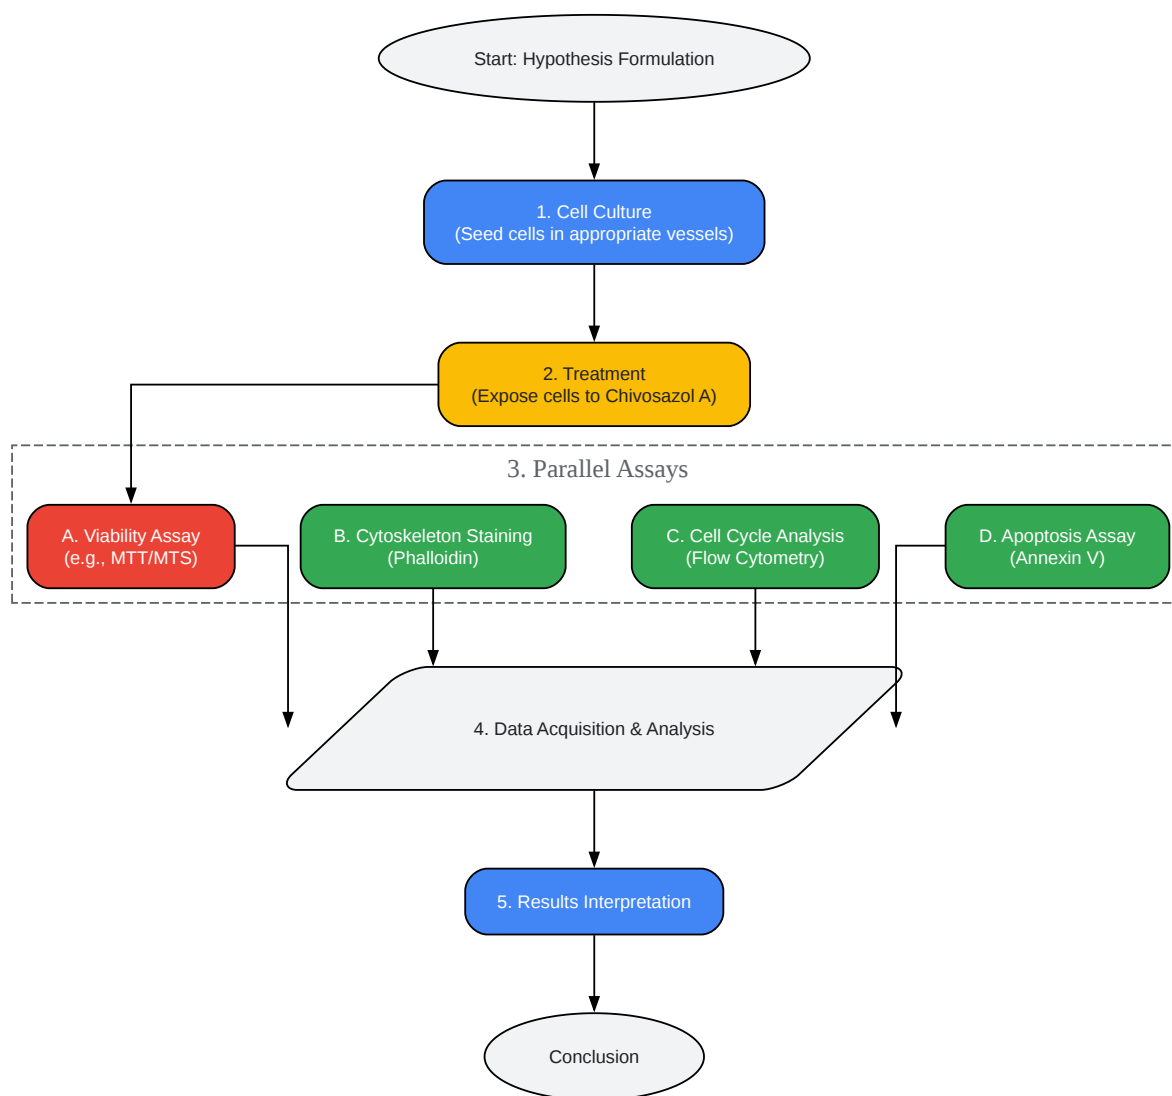 Start: Hypothesis Formulation
1. Cell Culture
(Seed cells in appropriate vessels)
2. Treatment
(Expose cells to Chivosazol A)
3. Parallel Assays
A. Viability Assay
(e.g., MTT/MTS)
B. Cytoskeleton Staining
(Phalloidin)
C. Cell Cycle Analysis
(Flow Cytometry)
D. Apoptosis Assay
(Annexin V)
4. Data Acquisition & Analysis
5. Results Interpretation
Conclusion